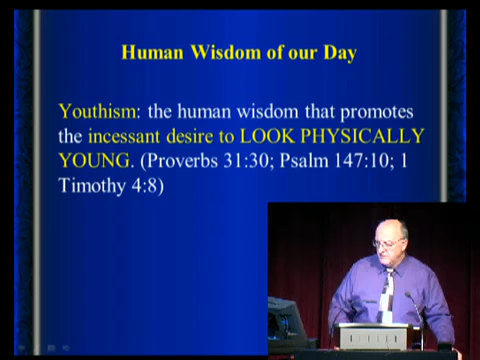 Human Wisdom of our Day
Youthism: the human wisdom that promotes
the incessant desire to LOOK PHYSICALLY
YOUNG. (Proverbs 31:30; Psalm 147:10; 1
Timothy 4:8)